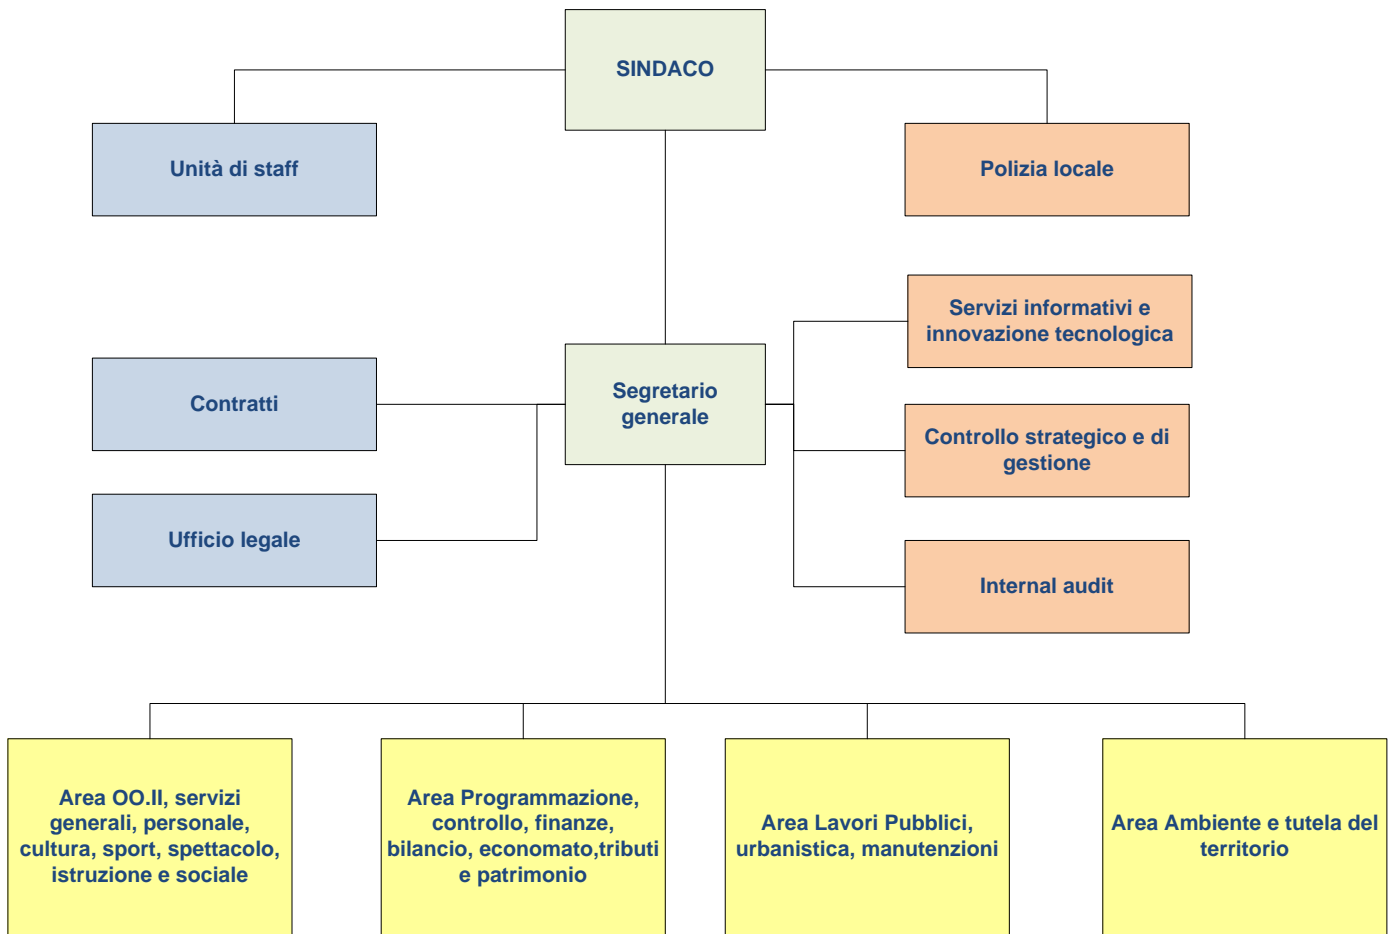 SINDACO
Unità di staff
Polizia locale
Servizi informativi e
innovazione tecnologica
Contratti
Segretario
generale
Controllo strategico e di
gestione
Ufficio legale
Internal audit
Area OO.II, servizi
generali, personale,
cultura, sport, spettacolo,
istruzione e sociale
Area Programmazione,
controllo, finanze,
bilancio, economato,tributi
e patrimonio
Area Lavori Pubblici,
urbanistica, manutenzioni
Area Ambiente e tutela del
territorio